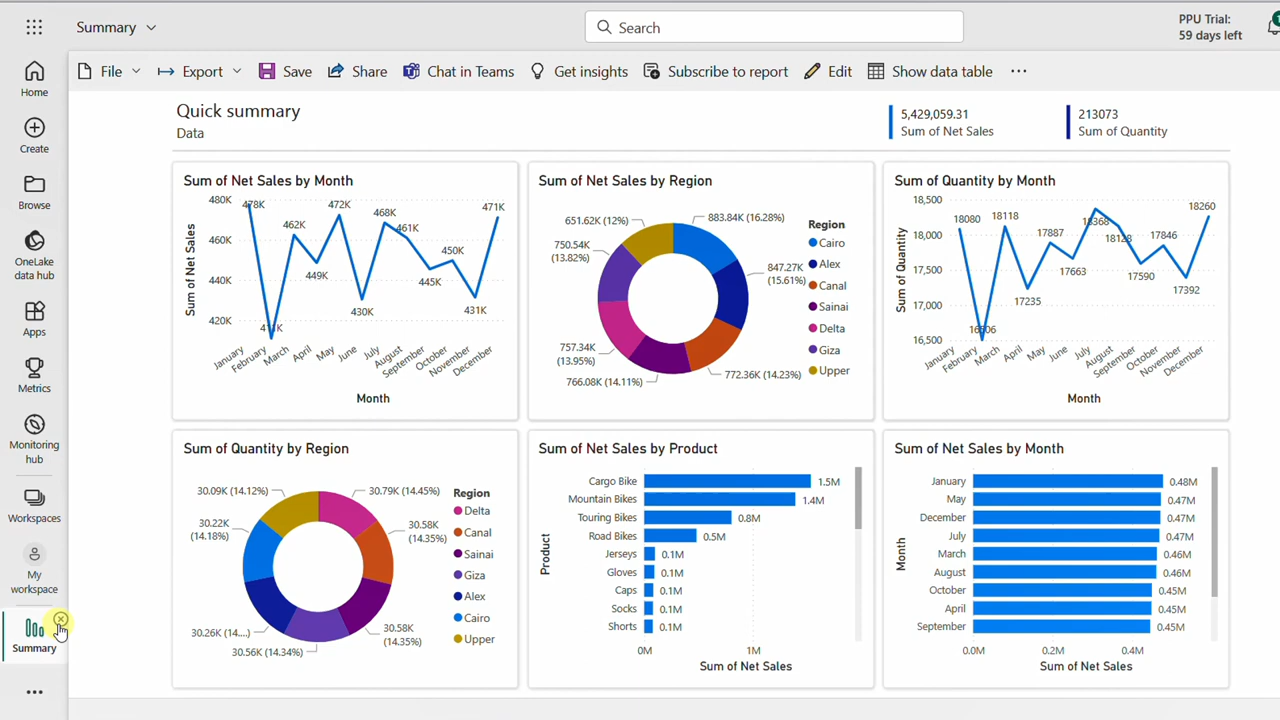 Summary
Search
PPU Trial:
59 days left
Home
Create
Browse
OneLake
data hub
Apps
Metrics
Monitoring
hub
Workspaces
My
workspace
Summary
File
Export
Save
Share
Chat in Teams
Get insights
Subscribe to report
Edit
Show data table
Quick summary
Data
5,429,059.31
Sum of Net Sales
213073
Sum of Quantity
Sum of Net Sales by Month
Sum of Net Sales
480K
460K
440K
420K
478K
462K
449K
472K
430K
468K
461K
445K
450K
431K
471K
January
February
March
April
May
June
July
August
September
October
November
December
Month
Sum of Net Sales by Region
883.84K (16.28%)
847.27K
(15.61%)
772.36K (14.23%)
766.08K (14.11%)
757.34K
(13.95%)
750.54K
(13.82%)
651.62K (12%)
Region
Cairo
Alex
Canal
Sainai
Delta
Giza
Upper
Sum of Quantity by Month
Sum of Quantity
18,500
18,000
17,500
17,000
16,500
18080
18118
17235
17887
17663
18368
18128
17590
17846
17392
18260
January
February
March
April
May
June
July
August
September
October
November
December
Month
Sum of Quantity by Region
30.79K (14.45%)
30.58K
(14.35%)
30.58K
(14.35%)
30.56K (14.34%)
30.26K (14....)
30.22K
(14.18%)
30.09K (14.12%)
Region
Delta
Canal
Sainai
Giza
Alex
Cairo
Upper
Sum of Net Sales by Product
Product
Cargo Bike 1.5M
Mountain Bikes 1.4M
Touring Bikes 0.8M
Road Bikes 0.5M
Jerseys 0.1M
Gloves 0.1M
Caps 0.1M
Socks 0.1M
Shorts 0.1M
0M 1M
Sum of Net Sales
Sum of Net Sales by Month
Month
January 0.48M
May 0.47M
December 0.47M
July 0.47M
March 0.46M
August 0.46M
October 0.45M
April 0.45M
September 0.45M
0.0M 0.2M 0.4M
Sum of Net Sales